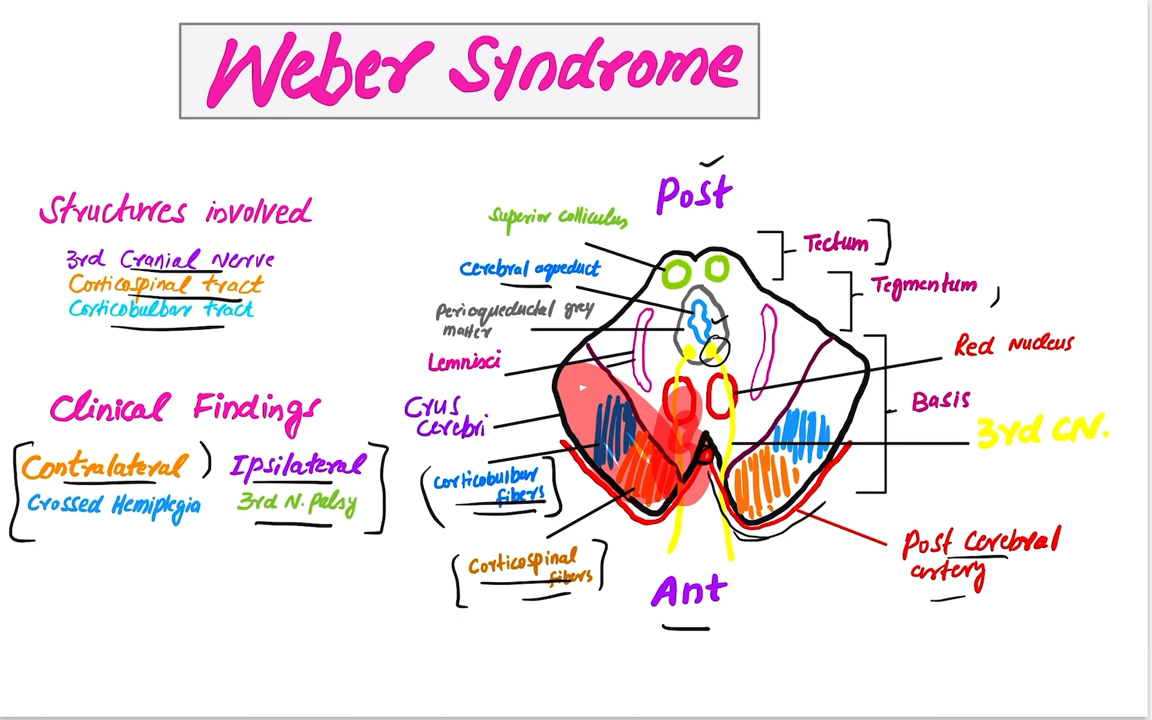 Weber Syndrome
Structures involved
3rd Cranial Nerve
Corticospinal tract
Corticobulbar tract
Clinical Findings
Contralateral
Crossed Hemiplegia
Ipsilateral
3rd N. Palsy
Post
Superior colliculus
Cerebral aqueduct
Perioqueductal grey
matter
Lemnisci
Crus
Cerebri
Corticobulbar
fibers
Corticospinal
fibers
Ant
Tectum
Tegmentum
Red Nucleus
Basis
3rd CN.
Post Cerebral
artery